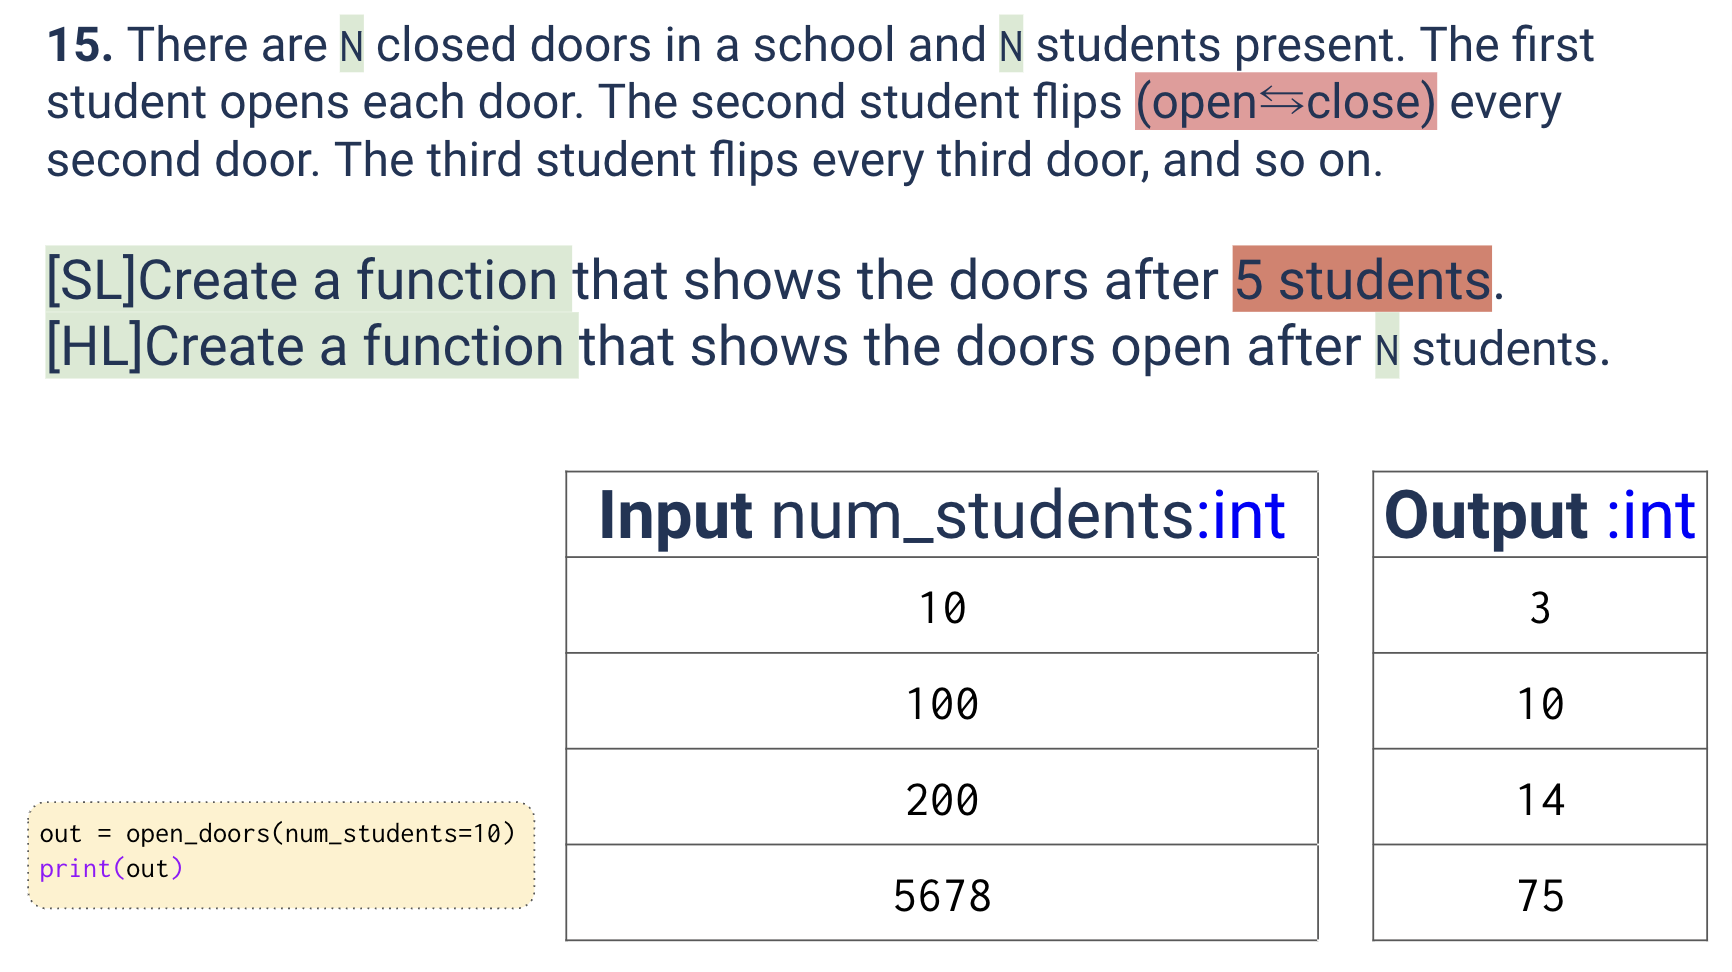 15. There are N closed doors in a school and N students present. The first
student opens each door. The second student flips (open⇆close) every
second door. The third student flips every third door, and so on.
[SL]Create a function that shows the doors after 5 students.
[HL]Create a function that shows the doors open after N students.
Input num_students:int Output :int
10 3
100 10
200 14
5678 75
out = open_doors(num_students=10)
print(out)